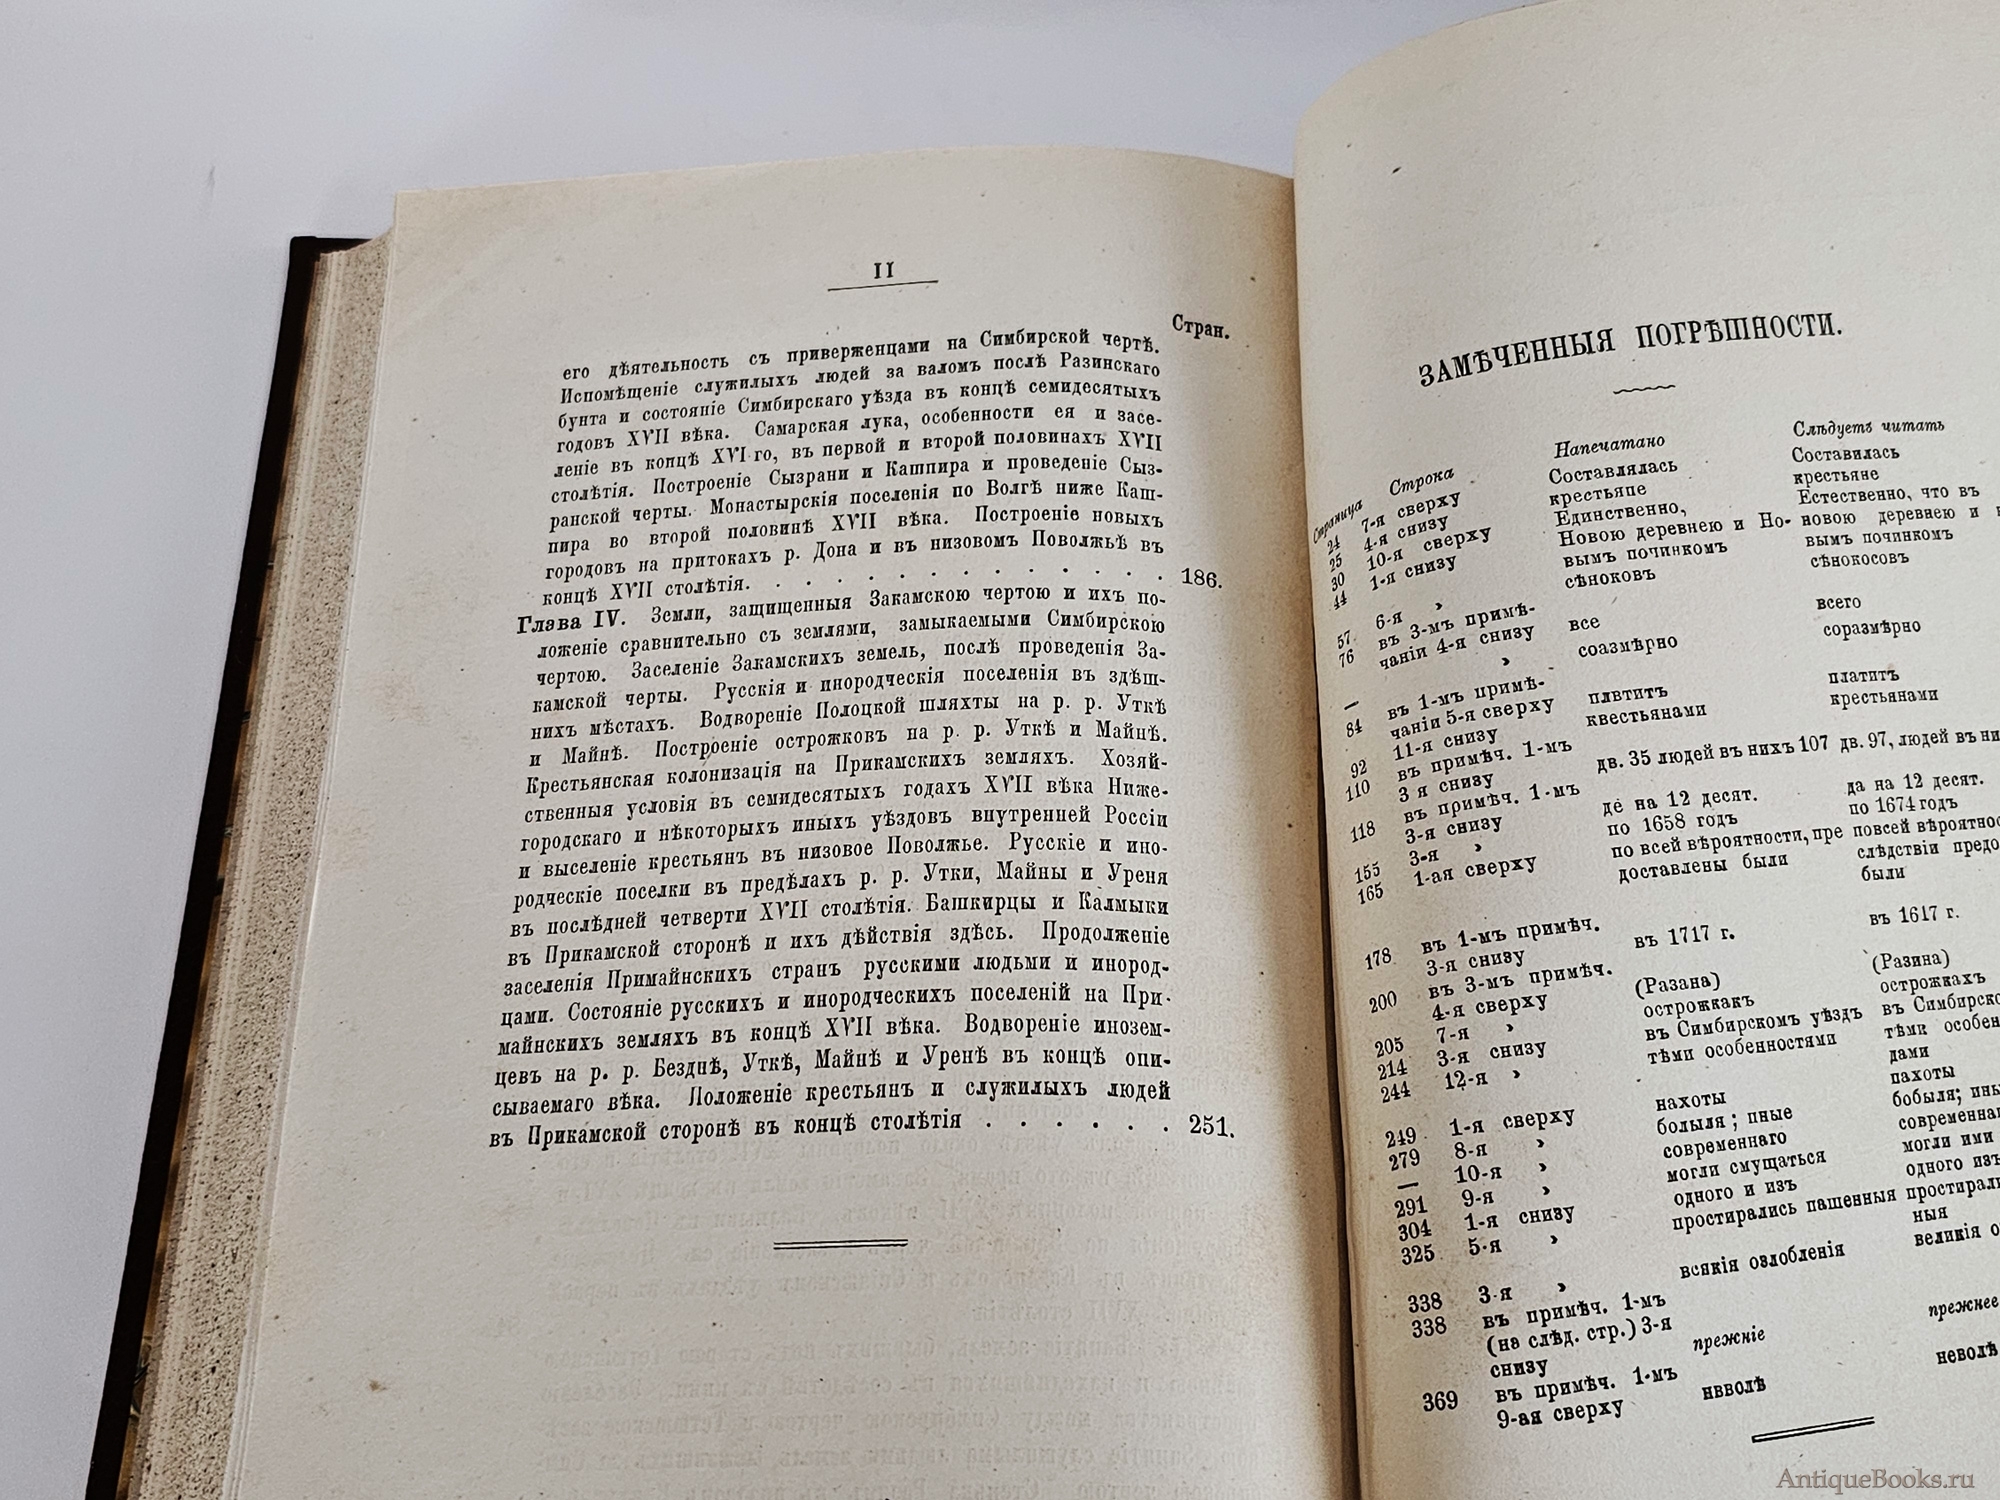 II
Стран.
его дѣятельность съ приверженцами на Симбирской чертѣ.
Испомѣщеніе служилыхъ людей за валомъ послѣ Разинскаго
бунта и состояніе Симбирскаго уѣзда въ концѣ семидесятыхъ
годовъ XVII вѣка. Самарская лука, особенности ея и засе-
леніе въ концѣ XVI го, въ первой и второй половинахъ XVII
столѣтія. Построеніе Сызрани и Кашпира и проведеніе Сыз-
ранской черты. Монастырскія поселенія по Волгѣ ниже Каш-
пира во второй половинѣ XVII вѣка. Построеніе новыхъ
городовъ на притокахъ р. Дона и въ низовомъ Поволжьѣ въ
концѣ XVII столѣтія. . . . . . . . . . . . . . 186.
Глава IV. Земли, защищенныя Закамскою чертою и ихъ по-
ложеніе сравнительно съ землями, замыкаемыми Симбирскою
чертою. Заселеніе Закамскихъ земель, послѣ проведенія За-
камской черты. Русскія и инородческія поселенія въ здѣш-
нихъ мѣстахъ. Водвореніе Полоцкой шляхты на р. р. Уткѣ
и Майнѣ. Построеніе острожковъ на р. р. Уткѣ и Майнѣ.
Крестьянская колонизація на Прикамскихъ земляхъ. Хозяй-
ственныя условія въ семидесятыхъ годахъ XVII вѣка Ниже-
городскаго и нѣкоторыхъ иныхъ уѣздовъ внутренней Россіи
и выселеніе крестьянъ въ низовое Поволжье. Русскіе и ино-
родческіе поселки въ предѣлахъ р. р. Утки, Майны и Уреня
въ послѣдней четверти XVII столѣтія. Башкирцы и Калмыки
въ Прикамской сторонѣ и ихъ дѣйствія здѣсь. Продолженіе
заселенія Примайнскихъ странъ русскими людьми и инород-
цами. Состояніе русскихъ и инородческихъ поселеній на При-
майнскихъ земляхъ въ концѣ XVII вѣка. Водвореніе инозем-
цевъ на р. р. Безднѣ, Уткѣ, Майнѣ и Уренѣ въ концѣ опи-
сываемаго вѣка. Положеніе крестьянъ и служилыхъ людей
въ Прикамской сторонѣ въ концѣ столѣтія . . . . . . 251.
ЗАМѢЧЕННЫЯ ПОГРѢШНОСТИ.
Страница Строка Напечатано Слѣдуетъ читать
24 7-я сверху Составлялась Составилась
25 4-я снизу крестьяпе крестьяне
30 10-я сверху Единственно, Естественно, что въ
44 1-я снизу Новою деревнею и Но- новою деревнею и
вымъ починкомъ вымъ починкомъ
57 6-я › сѣноковъ сѣнокосовъ
76 въ 3-мъ примѣ-
чаніи 4-я снизу все всего
— › соазмѣрно соразмѣрно
84 въ 1-мъ примѣ-
чаніи 5-я сверху плвтитъ платитъ
92 11-я снизу квестьянами крестьянами
110 въ примѣч. 1-мъ
3 я снизу дв. 35 людей въ нихъ 107 дв. 97, людей въ ни
118 въ примѣч. 1-мъ
3-я снизу де на 12 десят. да на 12 десят.
155 3-я › по 1658 годъ по 1674 годъ
165 1-ая сверху по всей вѣроятности, пре повсей вѣроятнос
доставлены были слѣдствіи предо
были
178 въ 1-мъ примѣч.
3-я снизу въ 1717 г. въ 1617 г.
200 въ 3-мъ примѣч.
4-я сверху (Разана) (Разина)
205 7-я › острожкакъ острожкахъ
214 3-я снизу въ Симбирскомъ уѣздъ въ Симбирско
244 12-я › тѣми особенностями тѣми особен
дами
249 1-я сверху нахоты пахоты
279 8-я › болыля ; пные бобыля; ины
— 10-я › современнаго современна
291 9-я › могли смущаться могли ими
304 1-я снизу одного и изъ одного изъ
325 5-я › простирались пашенныя простирали
ныя
338 3-я › всякія озлобленія великія о
338 въ примѣч. 1-мъ
(на слѣд. стр.) 3-я
снизу прежніе прежнее
369 въ примѣч. 1-мъ
9-ая сверху нвволѣ неволѣ
AntiqueBooks.ru